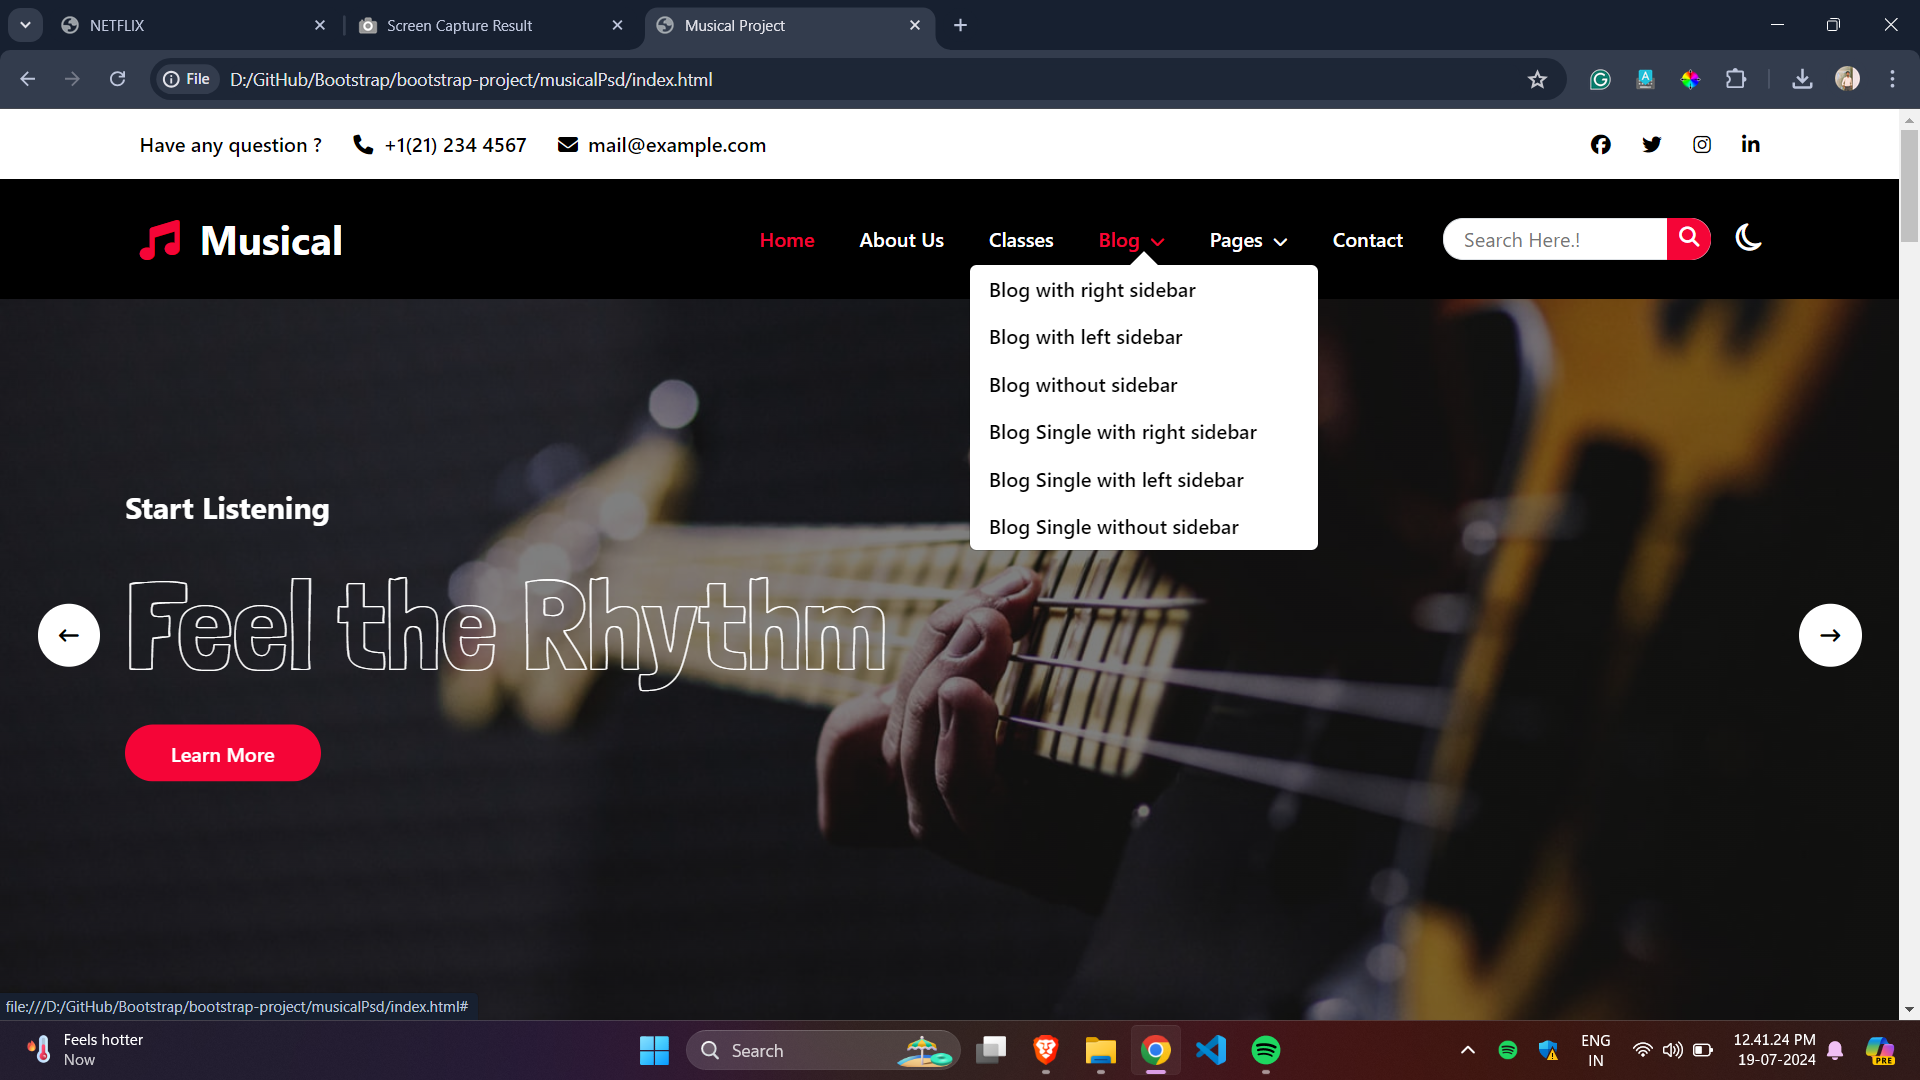 NETFLIX
Screen Capture Result
Musical Project
File
D:/GitHub/Bootstrap/bootstrap-project/musicalPsd/index.html
Have any question ? +1(21) 234 4567 mail@example.com
Musical
Home About Us Classes Blog Pages Contact Search Here.!
Blog with right sidebar
Blog with left sidebar
Blog without sidebar
Blog Single with right sidebar
Blog Single with left sidebar
Blog Single without sidebar
Start Listening
Feel the Rhythm
Learn More
file:///D:/GitHub/Bootstrap/bootstrap-project/musicalPsd/index.html#
Feels hotter
Now
Search
ENG
IN
12.41.24 PM
19-07-2024
PRE